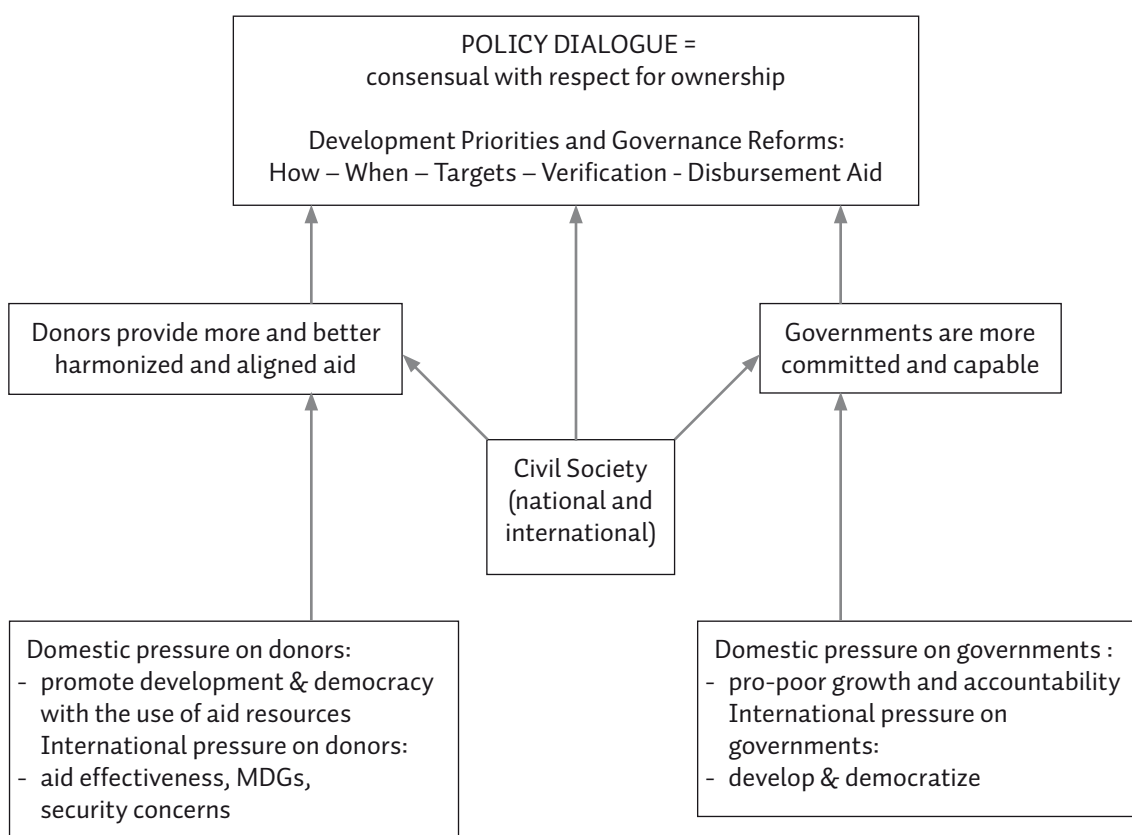 POLICY DIALOGUE =
consensual with respect for ownership
Development Priorities and Governance Reforms:
How – When – Targets – Verification - Disbursement Aid
Donors provide more and better
harmonized and aligned aid
Governments are more
committed and capable
Civil Society
(national and
international)
Domestic pressure on donors:
- promote development & democracy
with the use of aid resources
International pressure on donors:
- aid effectiveness, MDGs,
security concerns
Domestic pressure on governments :
- pro-poor growth and accountability
International pressure on
governments:
- develop & democratize